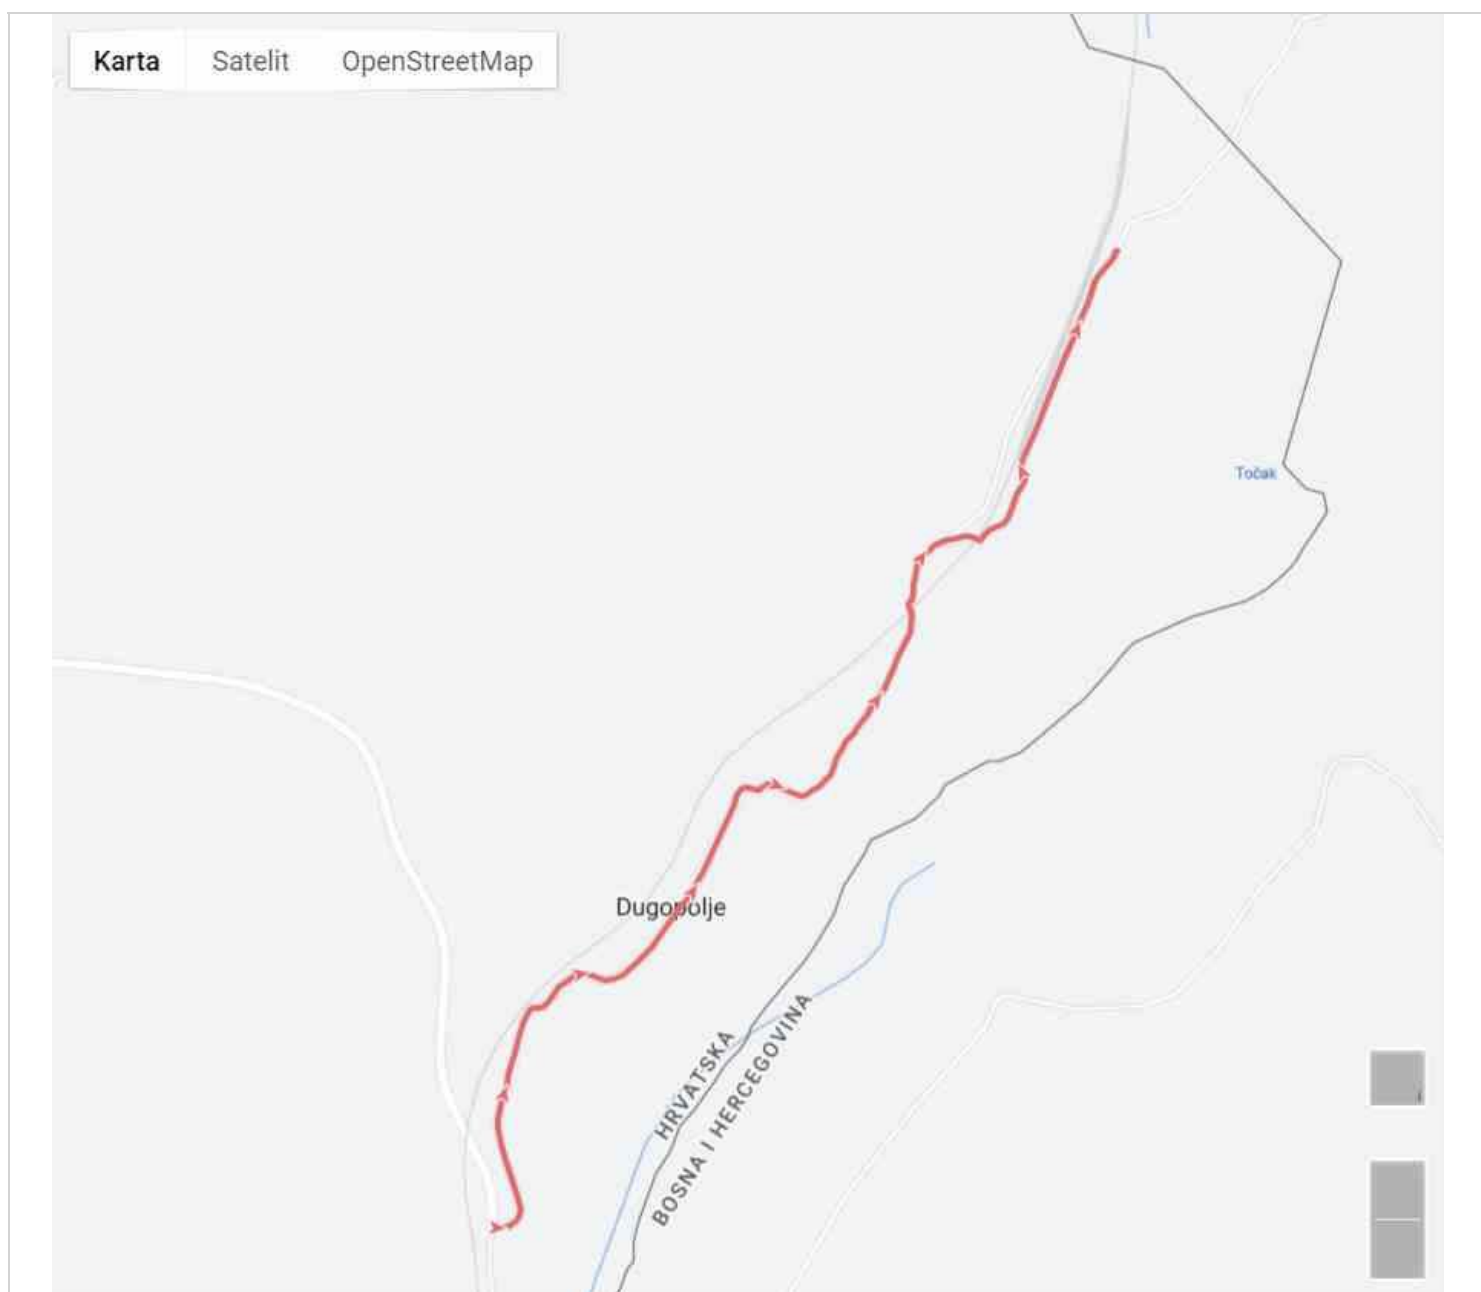 Karta Satelit OpenStreetMap
Točak
Dugopolje
HRVATSKA
BOSNA I HERCEGOVINA